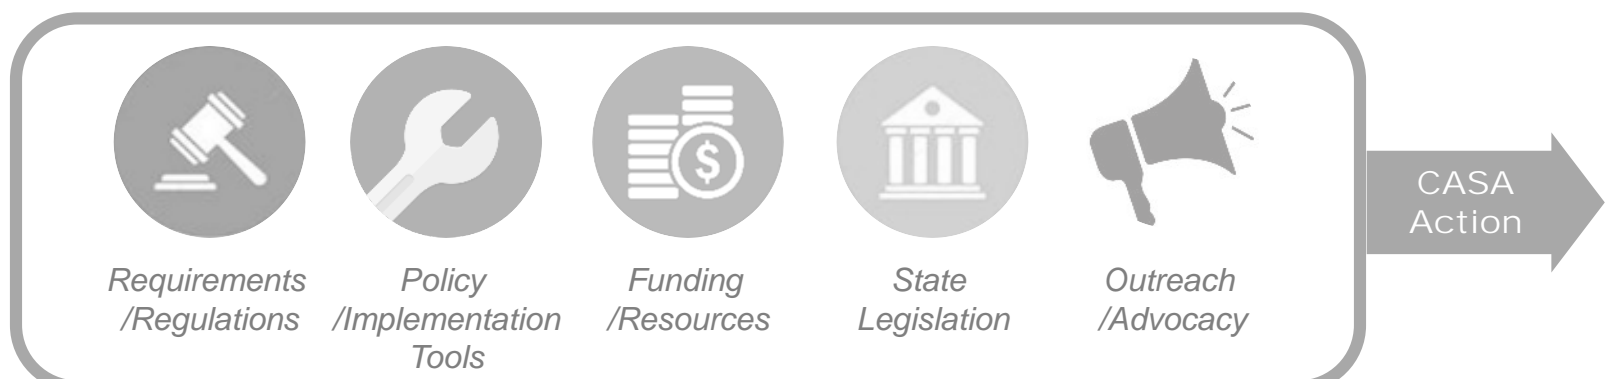 Requirements
/Regulations
Policy
/Implementation
Tools
Funding
/Resources
State
Legislation
Outreach
/Advocacy
CASA
Action
$